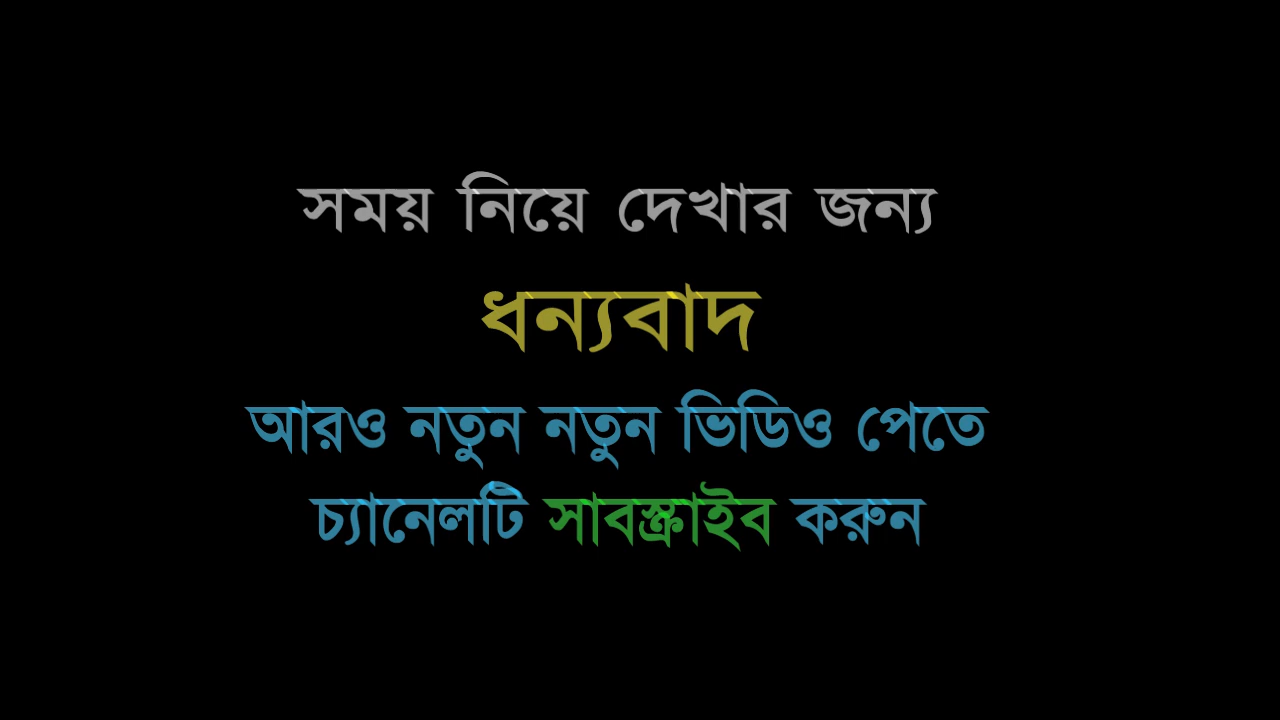 সময় নিয়ে দেখার জন্য
ধন্যবাদ
আরও নতুন নতুন ভিডিও পেতে
চ্যানেলটি সাবস্ক্রাইব করুন